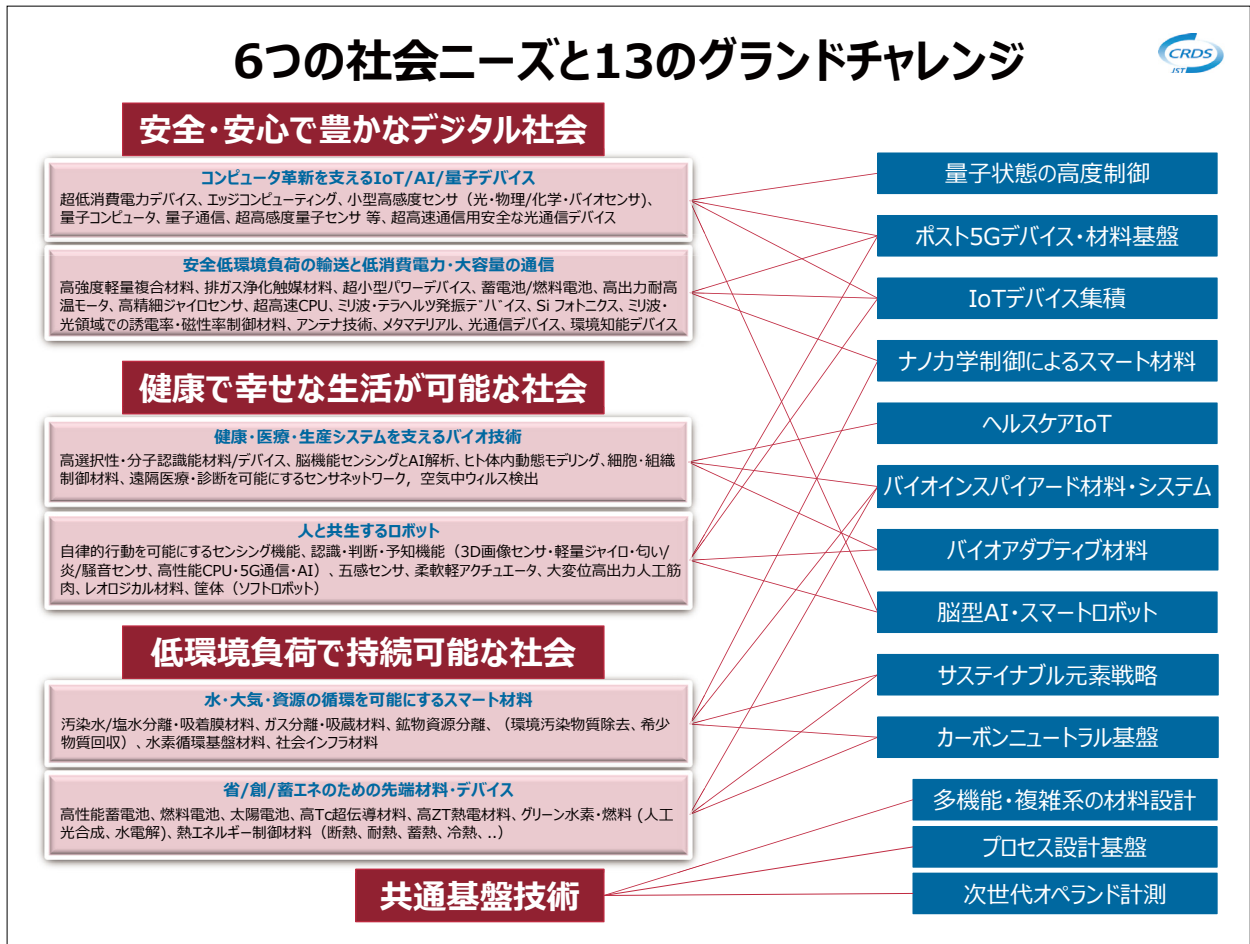 6つの社会ニーズと13のグランドチャレンジ
CRDS
JST
安全・安心で豊かなデジタル社会
コンピュータ革新を支えるIoT/AI/量子デバイス
超低消費電力デバイス、エッジコンピューティング、小型高感度センサ（光・物理/化学・バイオセンサ)、
量子コンピュータ、量子通信、超高感度量子センサ 等、超高速通信用安全な光通信デバイス
安全低環境負荷の輸送と低消費電力・大容量の通信
高強度軽量複合材料、排ガス浄化触媒材料、超小型パワーデバイス、蓄電池/燃料電池、高出力耐高
温モータ、高精細ジャイロセンサ、超高速CPU、ミリ波・テラヘルツ発振デバイス、Si フォトニクス、ミリ波・
光領域での誘電率・磁性率制御材料、アンテナ技術、メタマテリアル、光通信デバイス、環境知能デバイス
健康で幸せな生活が可能な社会
健康・医療・生産システムを支えるバイオ技術
高選択性・分子認識能材料/デバイス、脳機能センシングとAI解析、ヒト体内動態モデリング、細胞・組織
制御材料、遠隔医療・診断を可能にするセンサネットワーク，空気中ウィルス検出
人と共生するロボット
自律的行動を可能にするセンシング機能、認識・判断・予知機能（3D画像センサ・軽量ジャイロ・匂い/
炎/騒音センサ、高性能CPU・5G通信・AI）、五感センサ、柔軟軽アクチュエータ、大変位高出力人工筋
肉、レオロジカル材料、筐体（ソフトロボット）
低環境負荷で持続可能な社会
水・大気・資源の循環を可能にするスマート材料
汚染水/塩水分離・吸着膜材料、ガス分離・吸蔵材料、鉱物資源分離、（環境汚染物質除去、希少
物質回収）、水素循環基盤材料、社会インフラ材料
省/創/蓄エネのための先端材料・デバイス
高性能蓄電池、燃料電池、太陽電池、高Tc超伝導材料、高ZT熱電材料、グリーン水素・燃料 (人工
光合成、水電解)、熱エネルギー制御材料（断熱、耐熱、蓄熱、冷熱、..）
共通基盤技術
量子状態の高度制御
ポスト5Gデバイス・材料基盤
IoTデバイス集積
ナノ力学制御によるスマート材料
ヘルスケアIoT
バイオインスパイアード材料・システム
バイオアダプティブ材料
脳型AI・スマートロボット
サステイナブル元素戦略
カーボンニュートラル基盤
多機能・複雑系の材料設計
プロセス設計基盤
次世代オペランド計測